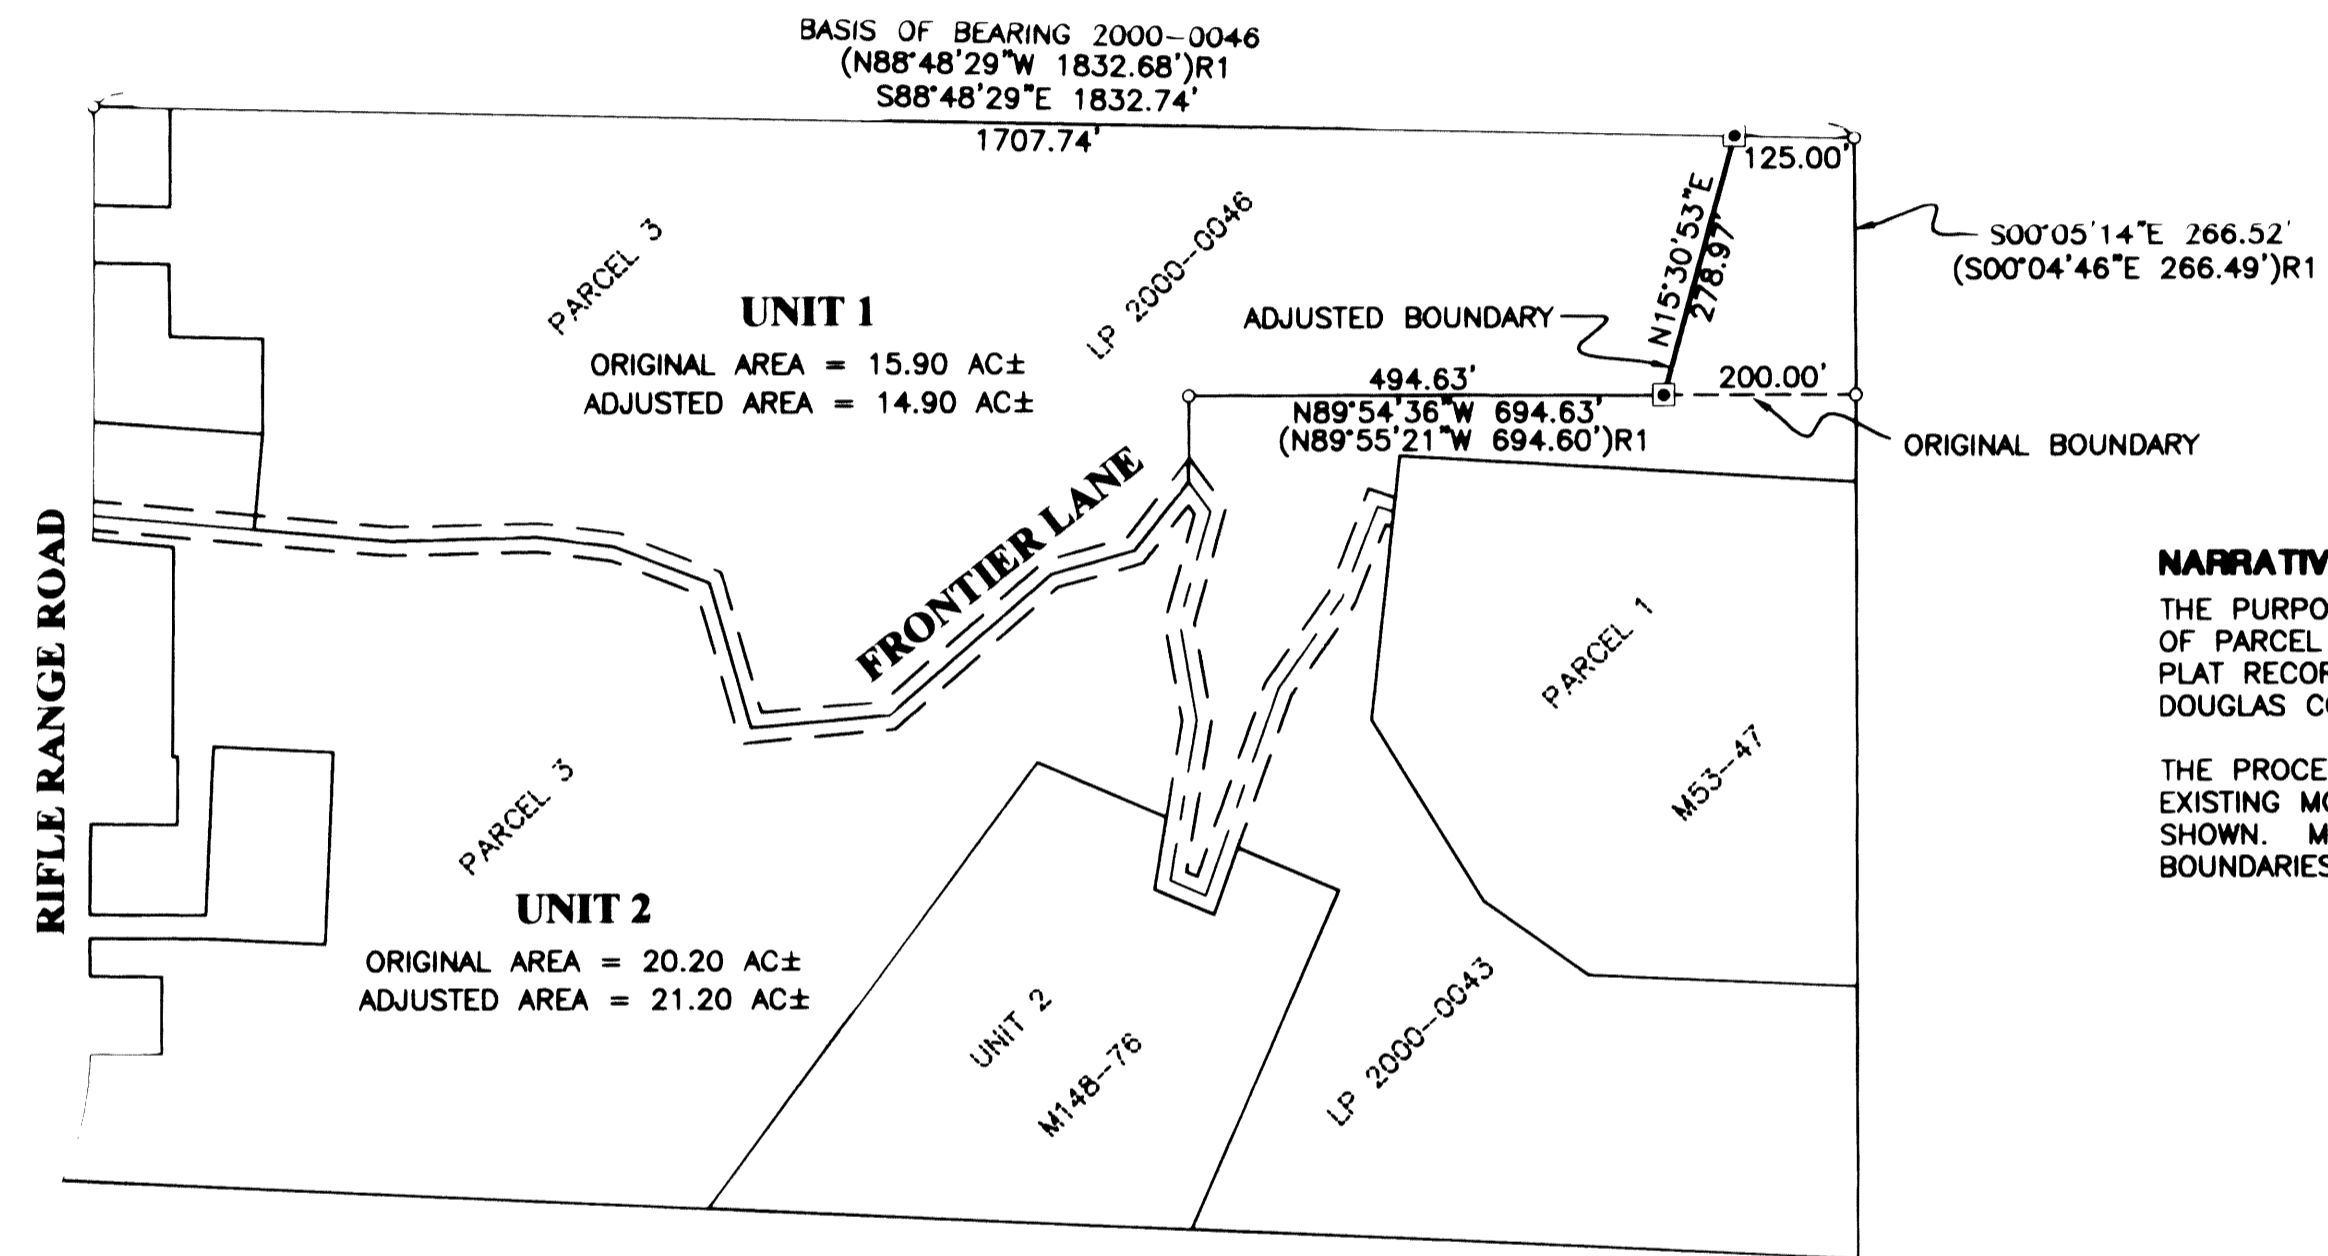 BASIS OF BEARING 2000-0046
(N88°48'29"W 1832.68')R1
S88°48'29"E 1832.74'
1707.74'
125.00'
N15°30'53"E
278.97'
S00°05'14"E 266.52'
(S00°04'46"E 266.49')R1
PARCEL 3
LP 2000--0046
UNIT 1
ORIGINAL AREA = 15.90 AC±
ADJUSTED AREA = 14.90 AC±
ADJUSTED BOUNDARY
494.63'
200.00'
N89°54'36"W 694.63'
(N89°55'21"W 694.60')R1
ORIGINAL BOUNDARY
FRONTIER LANE
RIFLE RANGE ROAD
PARCEL 1
M53--47
NARRATIV
THE PURPO
OF PARCEL
PLAT RECOR
DOUGLAS CO
THE PROCE
EXISTING MO
SHOWN. M
BOUNDARIES
PARCEL 3
UNIT 2
ORIGINAL AREA = 20.20 AC±
ADJUSTED AREA = 21.20 AC±
UNIT 2
M148--76
LP 2000--0043